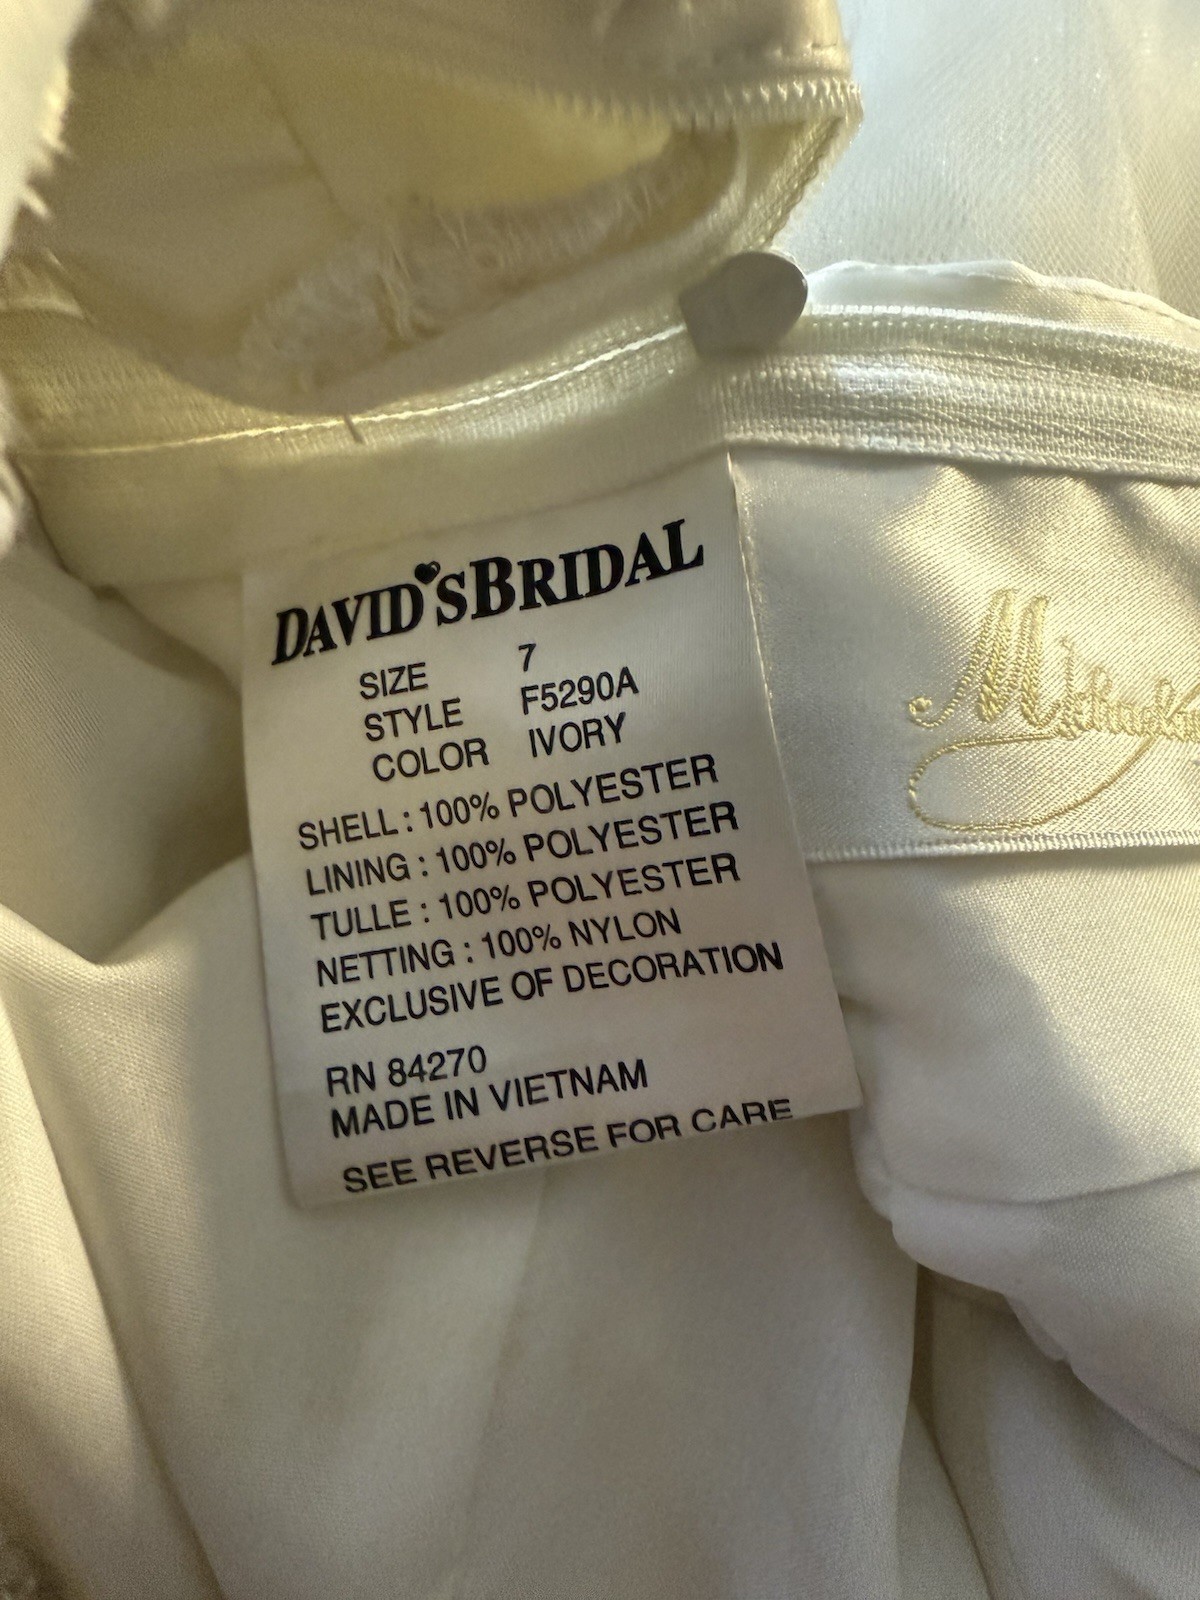 DAVID'S BRIDAL
SIZE 7
STYLE F5290A
COLOR IVORY
SHELL : 100% POLYESTER
LINING : 100% POLYESTER
TULLE : 100% POLYESTER
NETTING : 100% NYLON
EXCLUSIVE OF DECORATION
RN 84270
MADE IN VIETNAM
SEE REVERSE FOR CARE